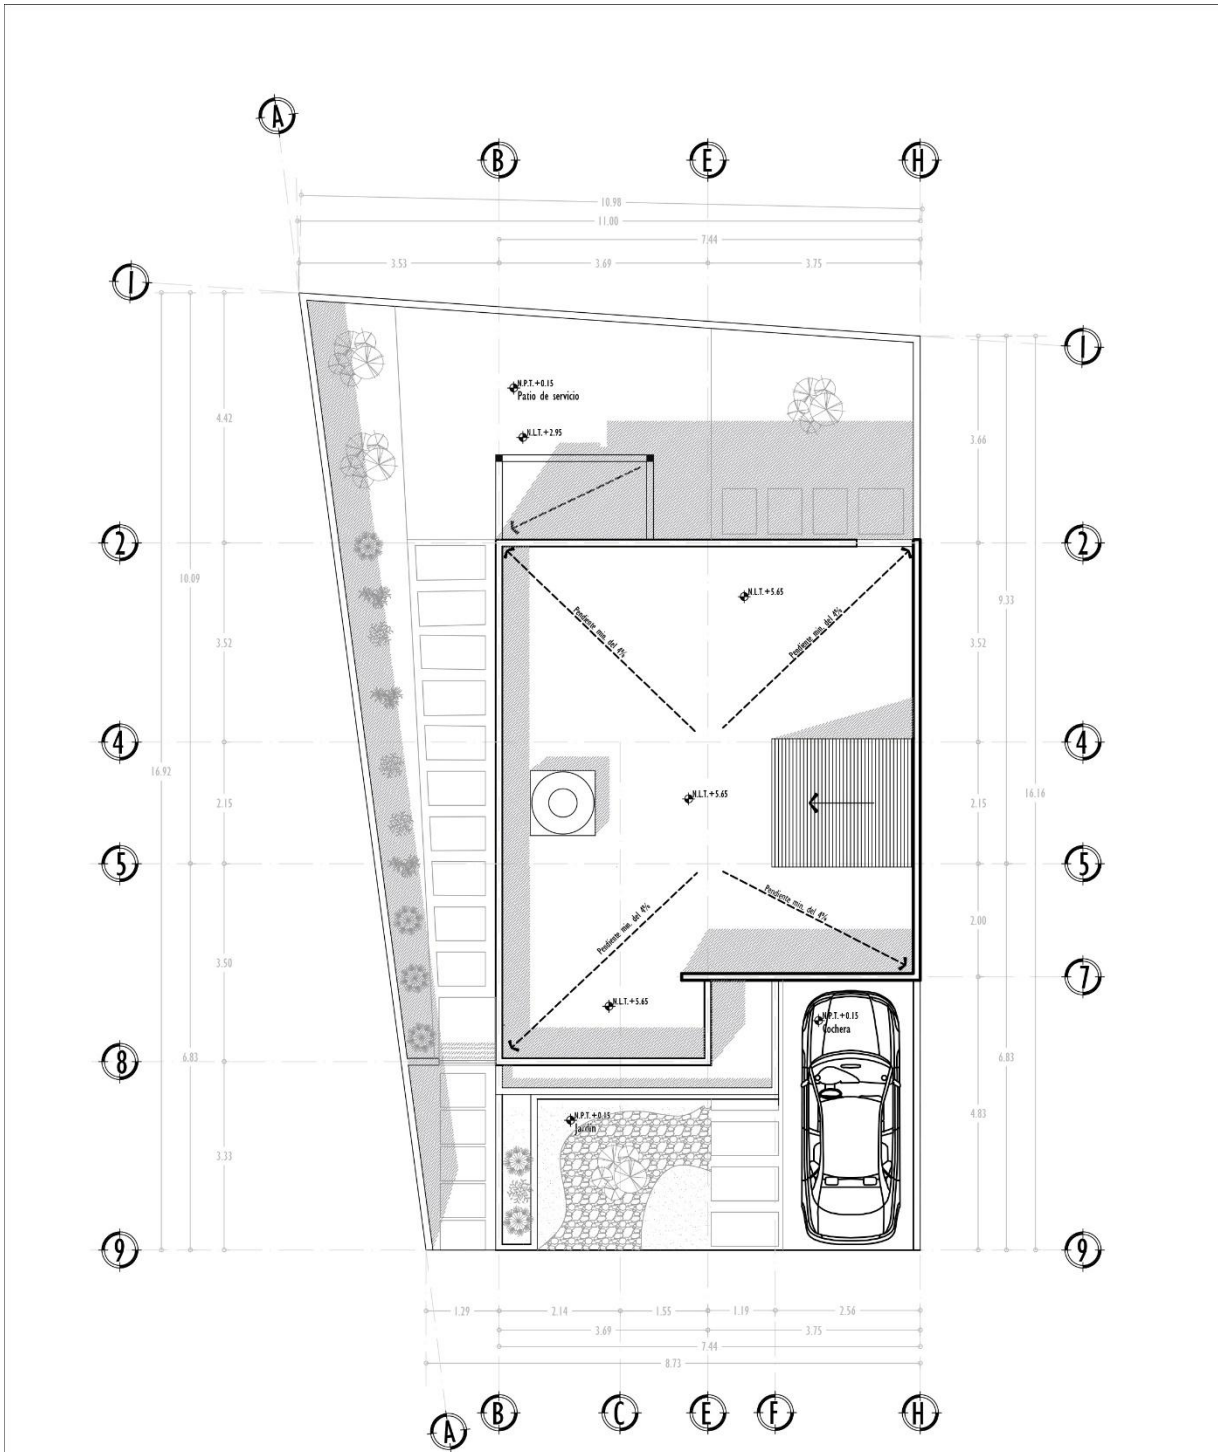 A
B
E
H
10.98
11.00
7.44
3.53
3.69
3.75
1
1
N.P.T.+0.15
Patio de servicio
4.42
N.L.T.+2.95
3.66
2
2
10.09
N.L.T.+5.65
9.33
Pendiente min. del 4%
Pendiente min. del 4%
3.52
3.52
4
4
16.92
N.L.T.+5.65
16.16
2.15
2.15
5
5
Pendiente min. del 4%
Pendiente min. del 4%
2.00
3.50
7
N.L.T.+5.65
N.P.T.+0.15
Cochera
6.83
6.83
8
N.P.T.+0.15
Jardín
4.83
3.33
9
9
1.29
2.14
1.55
1.19
2.56
3.69
3.75
7.44
8.73
A
B
C
E
F
H